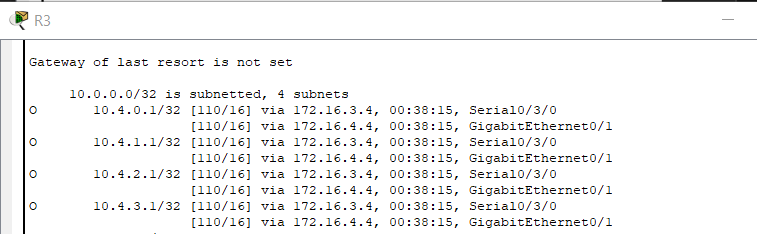 R3
Gateway of last resort is not set
10.0.0.0/32 is subnetted, 4 subnets
O 10.4.0.1/32 [110/16] via 172.16.3.4, 00:38:15, Serial0/3/0
[110/16] via 172.16.4.4, 00:38:15, GigabitEthernet0/1
O 10.4.1.1/32 [110/16] via 172.16.3.4, 00:38:15, Serial0/3/0
[110/16] via 172.16.4.4, 00:38:15, GigabitEthernet0/1
O 10.4.2.1/32 [110/16] via 172.16.3.4, 00:38:15, Serial0/3/0
[110/16] via 172.16.4.4, 00:38:15, GigabitEthernet0/1
O 10.4.3.1/32 [110/16] via 172.16.3.4, 00:38:15, Serial0/3/0
[110/16] via 172.16.4.4, 00:38:15, GigabitEthernet0/1